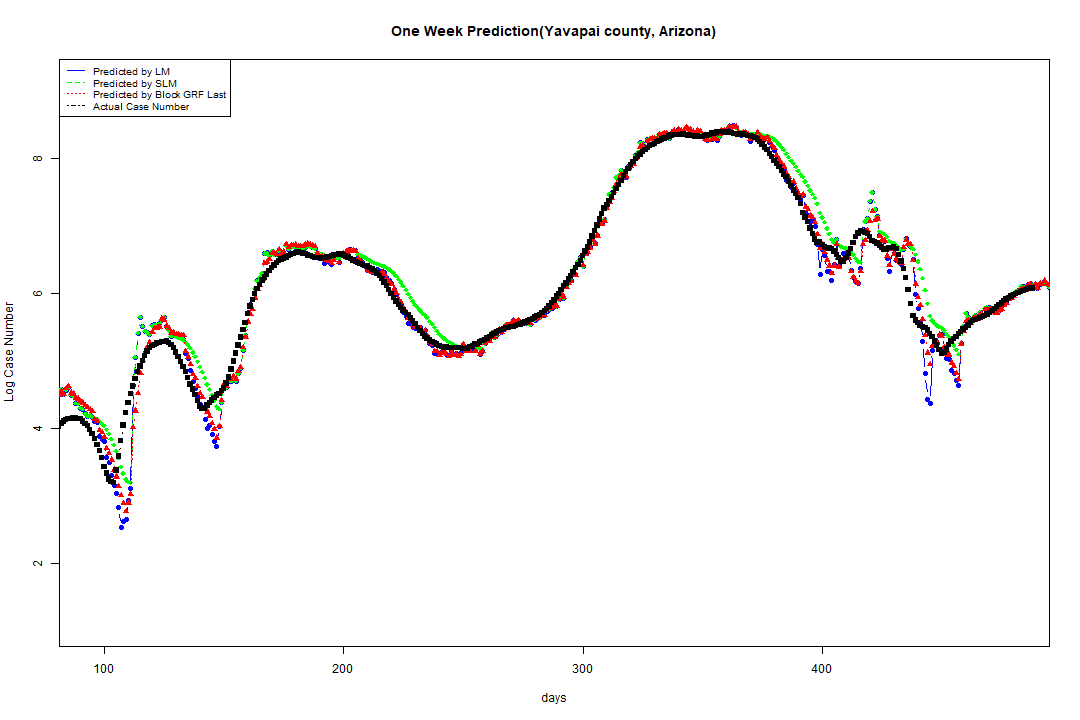 One Week Prediction(Yavapai county, Arizona)
Predicted by LM
Predicted by SLM
Predicted by Block GRF Last
Actual Case Number
8
6
4
2
Log Case Number
100 200 300 400
days